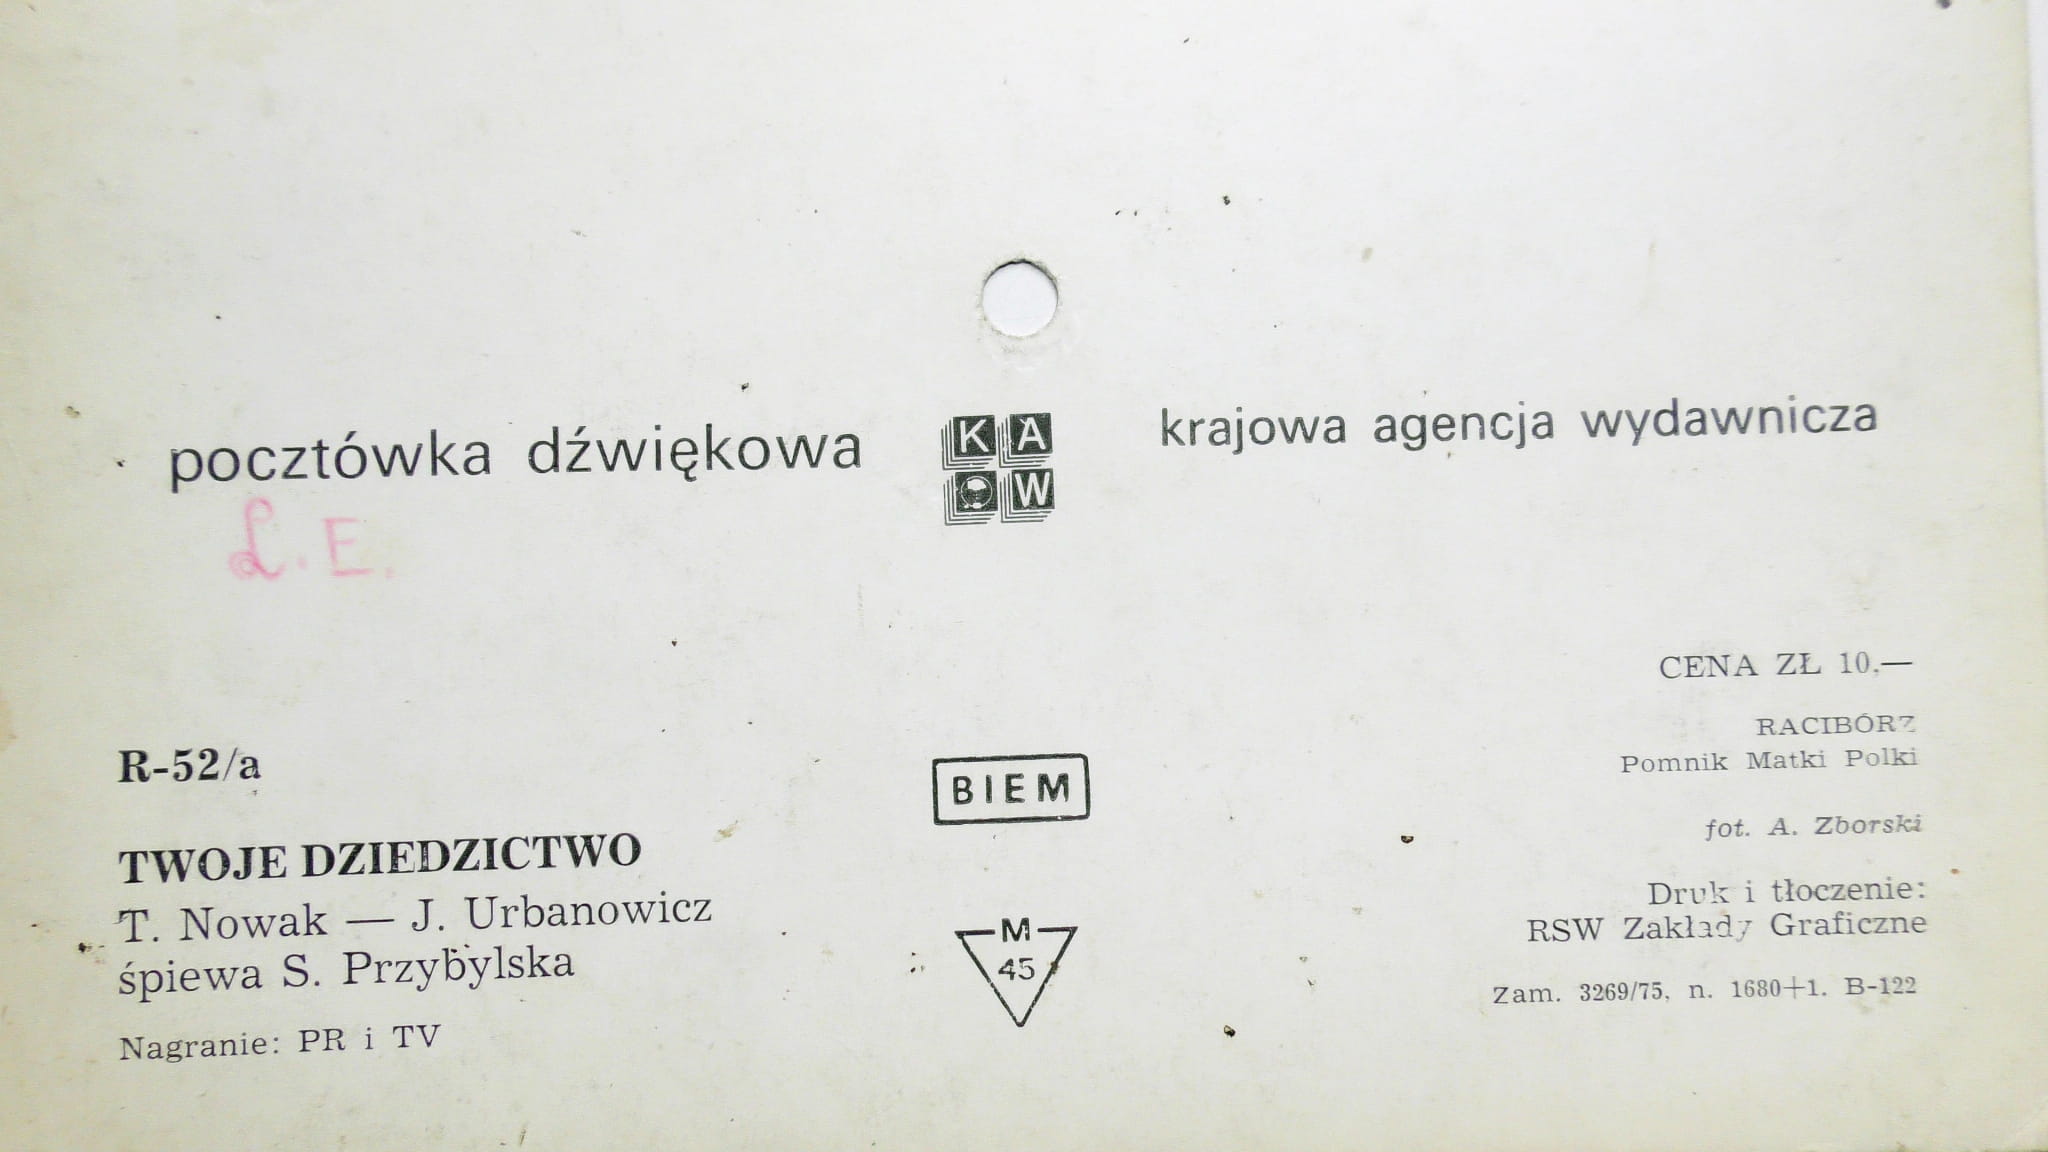 pocztówka dźwiękowa
K A
W
krajowa agencja wydawnicza
L.E.
CENA ZŁ 10,—
RACIBÓRZ
Pomnik Matki Polki
fot. A. Zborski
Druk i tłoczenie:
RSW Zakłady Graficzne
Zam. 3269/75, n. 1680+1. B-122
R-52/a
TWOJE DZIEDZICTWO
T. Nowak — J. Urbanowicz
śpiewa S. Przybylska
Nagranie: PR i TV
BIEM
M
45